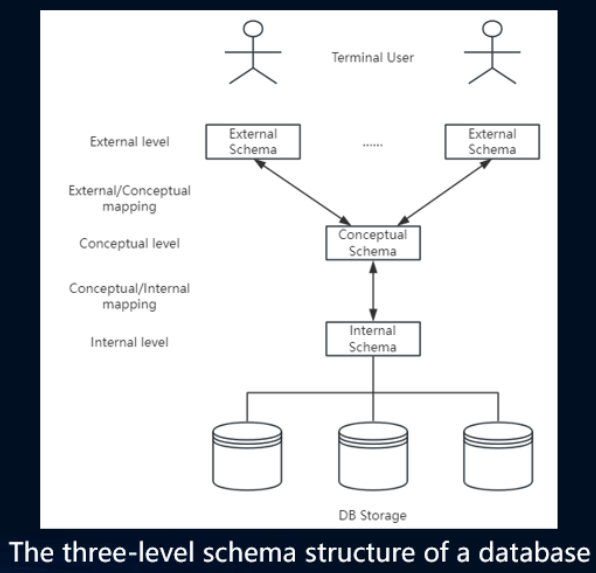 Terminal User
External level
External
Schema
......
External
Schema
External/Conceptual
mapping
Conceptual level
Conceptual
Schema
Conceptual/Internal
mapping
Internal level
Internal
Schema
DB Storage
The three-level schema structure of a database